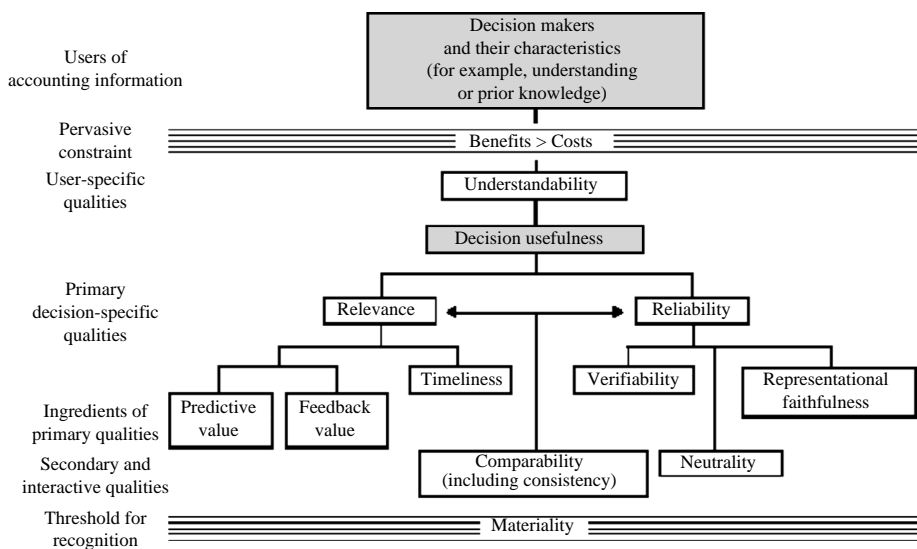 Decision makers
and their characteristics
(for example, understanding
or prior knowledge)
Users of
accounting information
Pervasive
constraint
Benefits > Costs
User-specific
qualities
Understandability
Decision usefulness
Primary
decision-specific
qualities
Relevance
Reliability
Timeliness
Verifiability
Representational
faithfulness
Ingredients of
primary qualities
Predictive
value
Feedback
value
Secondary and
interactive qualities
Comparability
(including consistency)
Neutrality
Threshold for
recognition
Materiality